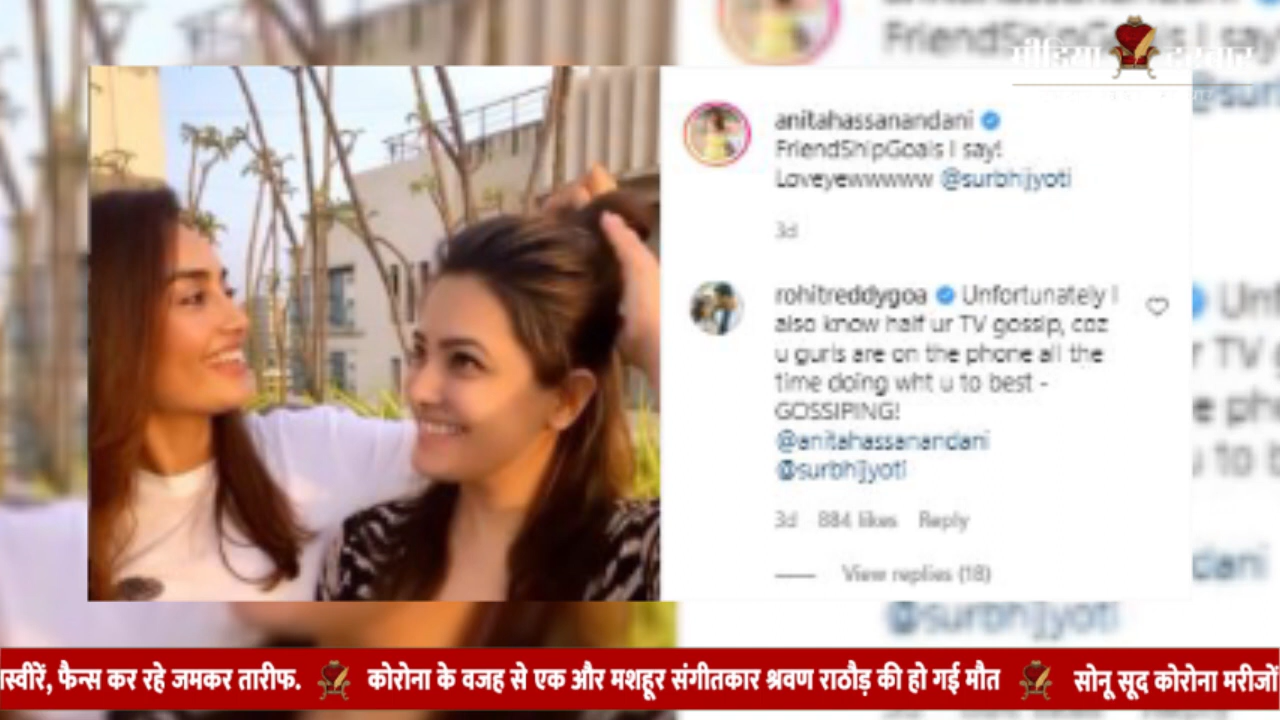 मीडिया दरबार
anitahassanandani
FriendShipGoals I say!
Loveyewwwww @surbhijyoti
3d
rohitreddygoa Unfortunately I
also know half ur TV gossip, coz
u gurls are on the phone all the
time doing wht u to best -
GOSSIPING!
@anitahassanandani
@surbhijyoti
3d 884 likes Reply
View replies (18)
स्वीरें, फैन्स कर रहे जमकर तारीफ. कोरोना के वजह से एक और मशहूर संगीतकार श्रवण राठौड़ की हो गई मौत सोनू सूद कोरोना मरीजों